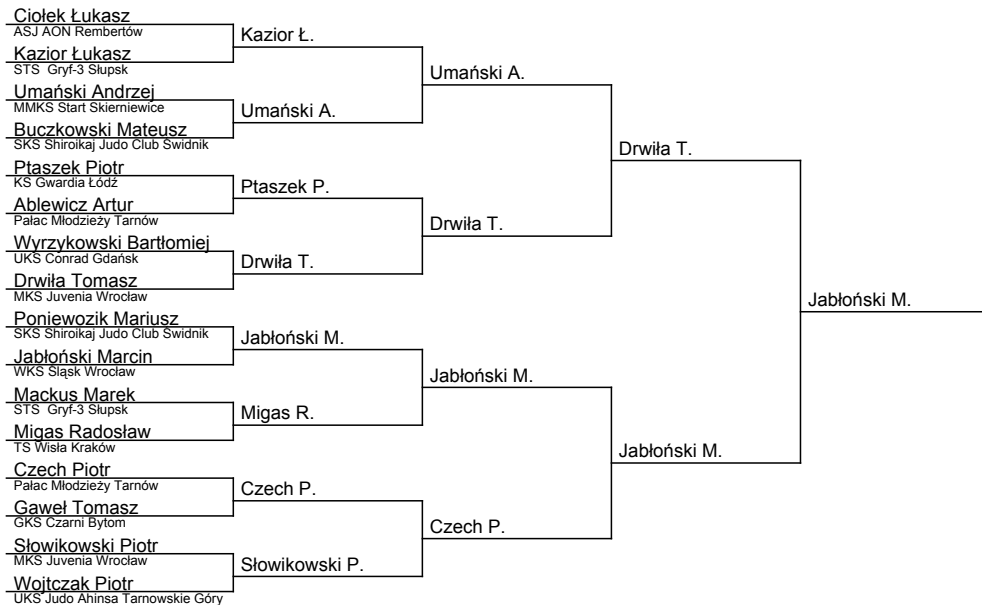 Ciołek Łukasz
ASJ AON Rembertów
Kazior Łukasz
STS Gryf-3 Słupsk
Umański Andrzej
MMKS Start Skierniewice
Buczkowski Mateusz
SKS Shiroikaj Judo Club Świdnik
Ptaszek Piotr
KS Gwardia Łódź
Ablewicz Artur
Pałac Młodzieży Tarnów
Wyrzykowski Bartłomiej
UKS Conrad Gdańsk
Drwiła Tomasz
MKS Juvenia Wrocław
Poniewozik Mariusz
SKS Shiroikaj Judo Club Świdnik
Jabłoński Marcin
WKS Śląsk Wrocław
Mackus Marek
STS Gryf-3 Słupsk
Migas Radosław
TS Wisła Kraków
Czech Piotr
Pałac Młodzieży Tarnów
Gaweł Tomasz
GKS Czarni Bytom
Słowikowski Piotr
MKS Juvenia Wrocław
Wojtczak Piotr
UKS Judo Ahinsa Tarnowskie Góry
Kazior Ł.
Umański A.
Ptaszek P.
Drwiła T.
Jabłoński M.
Migas R.
Czech P.
Słowikowski P.
Umański A.
Drwiła T.
Jabłoński M.
Czech P.
Drwiła T.
Jabłoński M.
Jabłoński M.